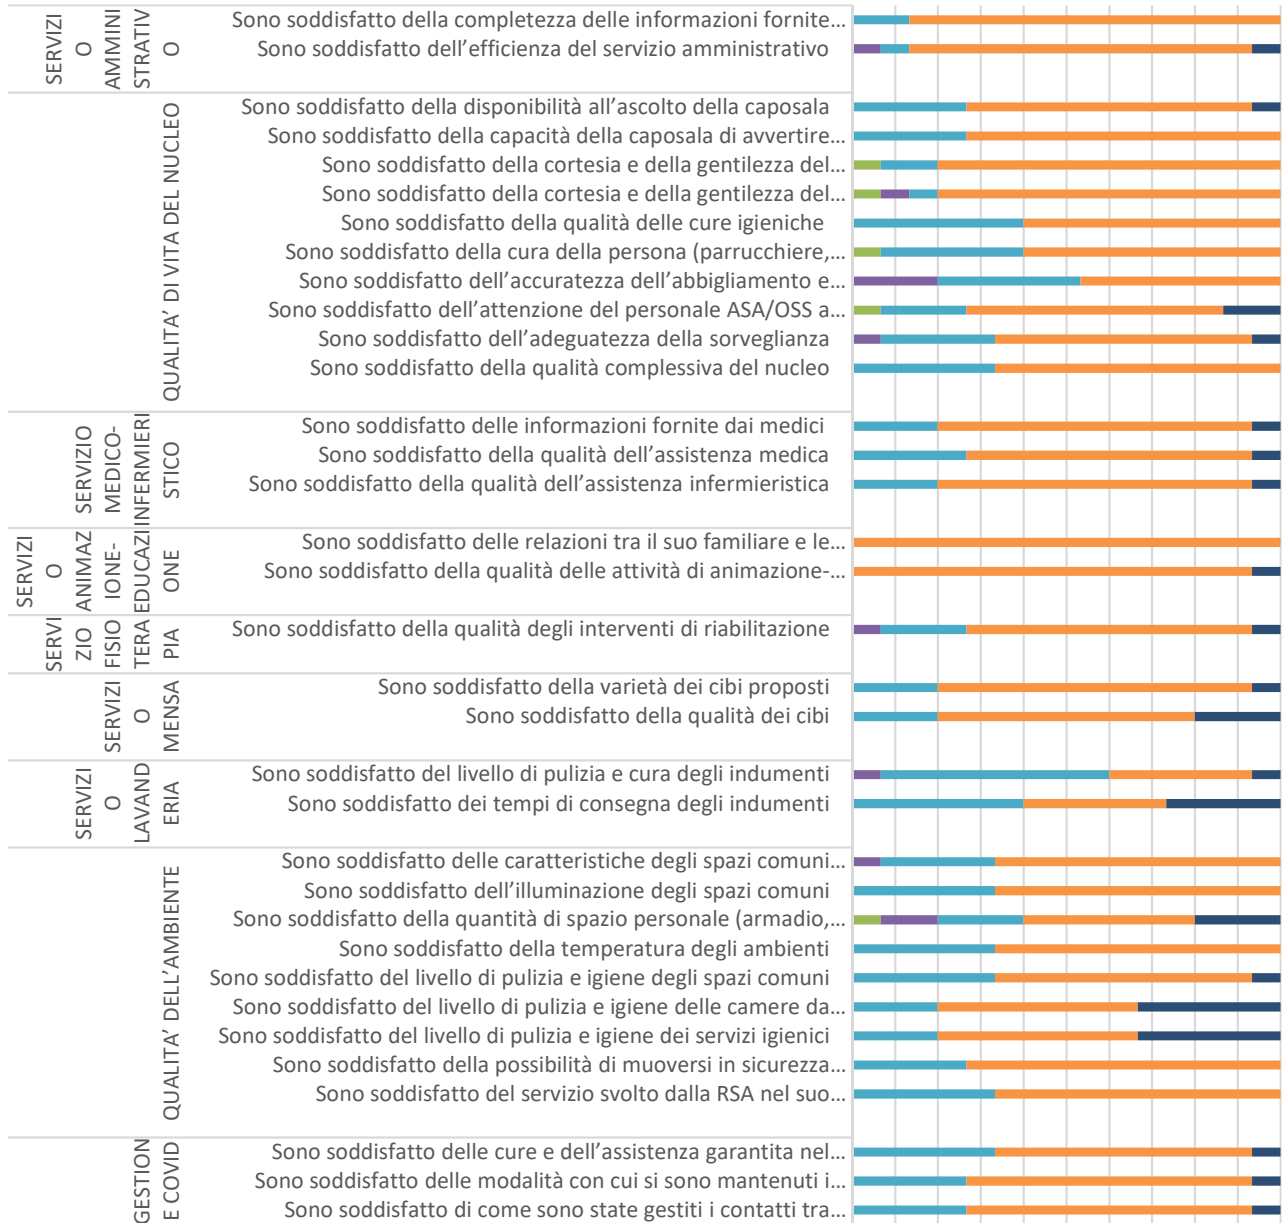 SERVIZI
O
AMMINI
STRATIV
O
Sono soddisfatto della completezza delle informazioni fornite…
Sono soddisfatto dell’efficienza del servizio amministrativo
QUALITA’ DI VITA DEL NUCLEO
Sono soddisfatto della disponibilità all’ascolto della caposala
Sono soddisfatto della capacità della caposala di avvertire…
Sono soddisfatto della cortesia e della gentilezza del…
Sono soddisfatto della cortesia e della gentilezza del…
Sono soddisfatto della qualità delle cure igieniche
Sono soddisfatto della cura della persona (parrucchiere,…
Sono soddisfatto dell’accuratezza dell’abbigliamento e…
Sono soddisfatto dell’attenzione del personale ASA/OSS a…
Sono soddisfatto dell’adeguatezza della sorveglianza
Sono soddisfatto della qualità complessiva del nucleo
SERVIZIO
MEDICO-
INFERMIERI
STICO
Sono soddisfatto delle informazioni fornite dai medici
Sono soddisfatto della qualità dell’assistenza medica
Sono soddisfatto della qualità dell’assistenza infermieristica
SERVIZI
O
ANIMAZ
IONE-
EDUCAZI
ONE
Sono soddisfatto delle relazioni tra il suo familiare e le…
Sono soddisfatto della qualità delle attività di animazione-…
SERVI
ZIO
FISIO
TERA
PIA
Sono soddisfatto della qualità degli interventi di riabilitazione
SERVIZI
O
MENSA
Sono soddisfatto della varietà dei cibi proposti
Sono soddisfatto della qualità dei cibi
SERVIZI
O
LAVAND
ERIA
Sono soddisfatto del livello di pulizia e cura degli indumenti
Sono soddisfatto dei tempi di consegna degli indumenti
QUALITA’ DELL’AMBIENTE
Sono soddisfatto delle caratteristiche degli spazi comuni…
Sono soddisfatto dell’illuminazione degli spazi comuni
Sono soddisfatto della quantità di spazio personale (armadio,…
Sono soddisfatto della temperatura degli ambienti
Sono soddisfatto del livello di pulizia e igiene degli spazi comuni
Sono soddisfatto del livello di pulizia e igiene delle camere da…
Sono soddisfatto del livello di pulizia e igiene dei servizi igienici
Sono soddisfatto della possibilità di muoversi in sicurezza…
Sono soddisfatto del servizio svolto dalla RSA nel suo…
GESTION
E COVID
Sono soddisfatto delle cure e dell’assistenza garantita nel…
Sono soddisfatto delle modalità con cui si sono mantenuti i…
Sono soddisfatto di come sono state gestiti i contatti tra…